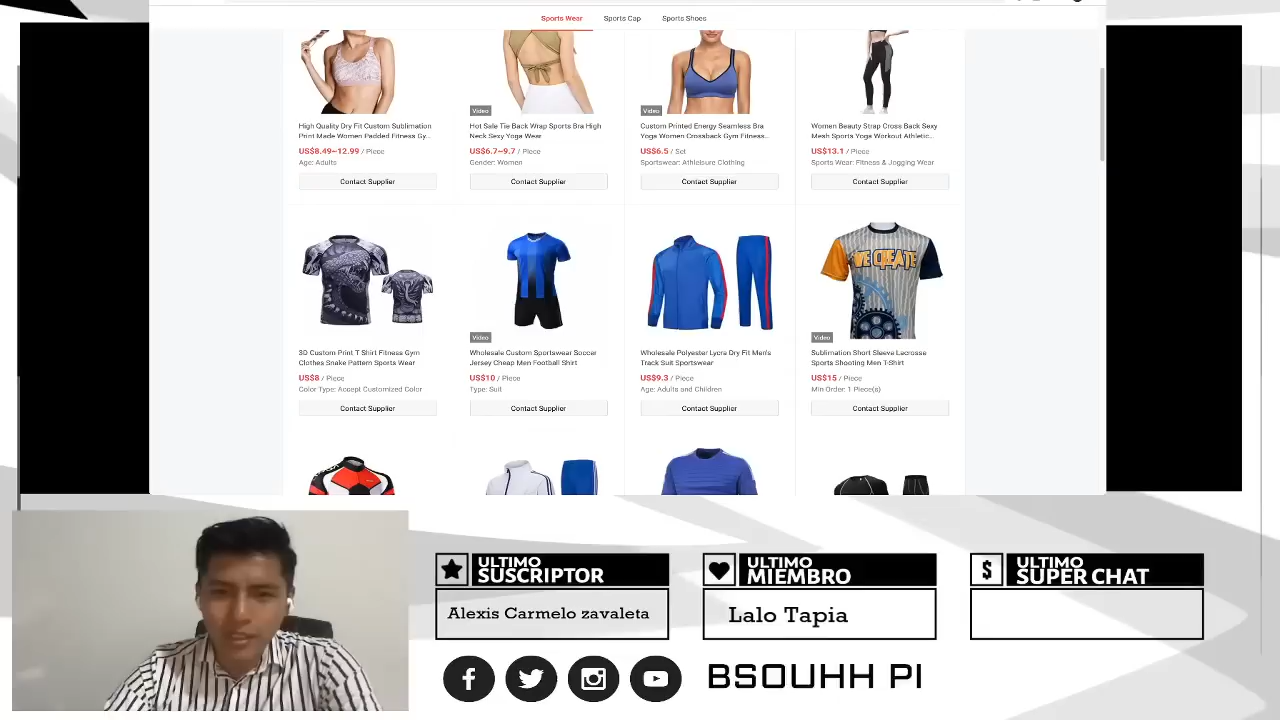 Sports Wear Sports Cap Sports Shoes
Video Video
High Quality Dry Fit Custom Sublimation
Print Made Women Padded Fitness Gy...
US$8.49~12.99 / Piece
Age: Adults
Contact Supplier
Hot Sale Tie Back Wrap Sports Bra High
Neck Sexy Yoga Wear
US$6.7~9.7 / Piece
Gender: Women
Contact Supplier
Custom Printed Energy Seamless Bra
Yoga Women Crossback Gym Fitness...
US$6.5 / Set
Sportswear: Athleisure Clothing
Contact Supplier
Women Beauty Strap Cross Back Sexy
Mesh Sports Yoga Workout Athletic...
US$13.1 / Piece
Sports Wear: Fitness & Jogging Wear
Contact Supplier
WE CREATE
Video Video
3D Custom Print T Shirt Fitness Gym
Clothes Snake Pattern Sports Wear
US$8 / Piece
Color Type: Accept Customized Color
Contact Supplier
Wholesale Custom Sportswear Soccer
Jersey Cheap Men Football Shirt
US$10 / Piece
Type: Suit
Contact Supplier
Wholesale Polyester Lycra Dry Fit Men's
Track Suit Sportswear
US$9.3 / Piece
Age: Adults and Children
Contact Supplier
Sublimation Short Sleeve Lacrosse
Sports Shooting Men T-Shirt
US$15 / Piece
Min Order: 1 Piece(s)
Contact Supplier
ULTIMO
SUSCRIPTOR
Alexis Carmelo zavaleta
ULTIMO
MIEMBRO
Lalo Tapia
$ ULTIMO
SUPER CHAT
BSOUHH PI